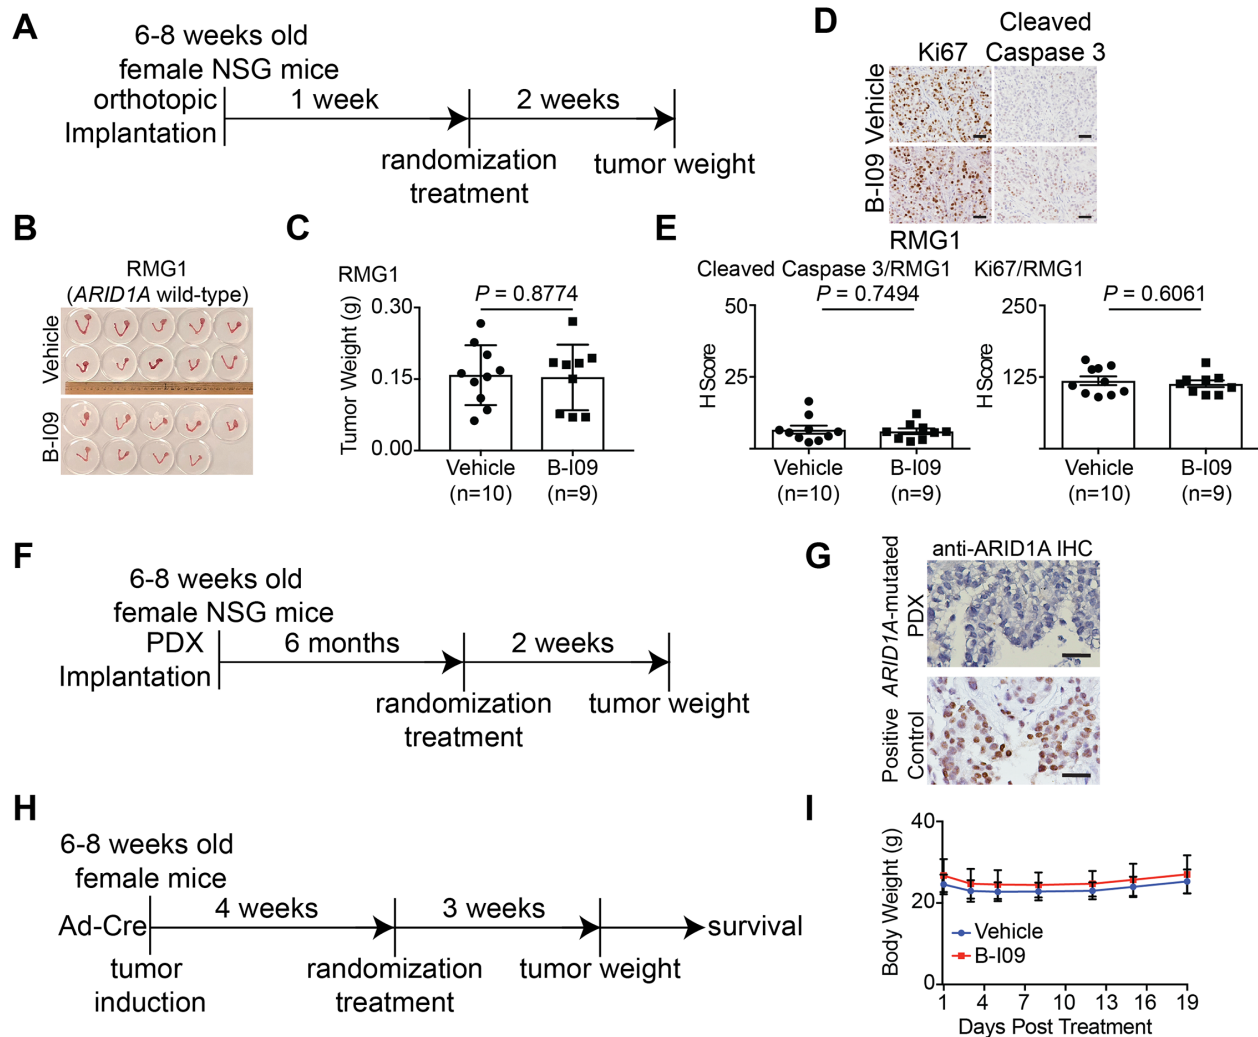 A
6-8 weeks old
female NSG mice
orthotopic
Implantation
1 week
2 weeks
randomization
treatment
tumor weight
B
RMG1
(ARID1A wild-type)
Vehicle
B-I09
C
RMG1
Tumor Weight (g)
P = 0.8774
0.30
0.15
0.00
Vehicle
(n=10)
B-I09
(n=9)
D
Ki67
Cleaved
Caspase 3
Vehicle
B-I09
RMG1
E
Cleaved Caspase 3/RMG1
P = 0.7494
HScore
50
25
Vehicle
(n=10)
B-I09
(n=9)
Ki67/RMG1
P = 0.6061
HScore
250
125
Vehicle
(n=10)
B-I09
(n=9)
F
6-8 weeks old
female NSG mice
PDX
Implantation
6 months
2 weeks
randomization
treatment
tumor weight
G
anti-ARID1A IHC
ARID1A-mutated
PDX
Positive
Control
H
6-8 weeks old
female mice
Ad-Cre
4 weeks
3 weeks
survival
tumor
induction
randomization
treatment
tumor weight
I
Body Weight (g)
40
20
0
Vehicle
B-I09
1 4 7 10 13 16 19
Days Post Treatment